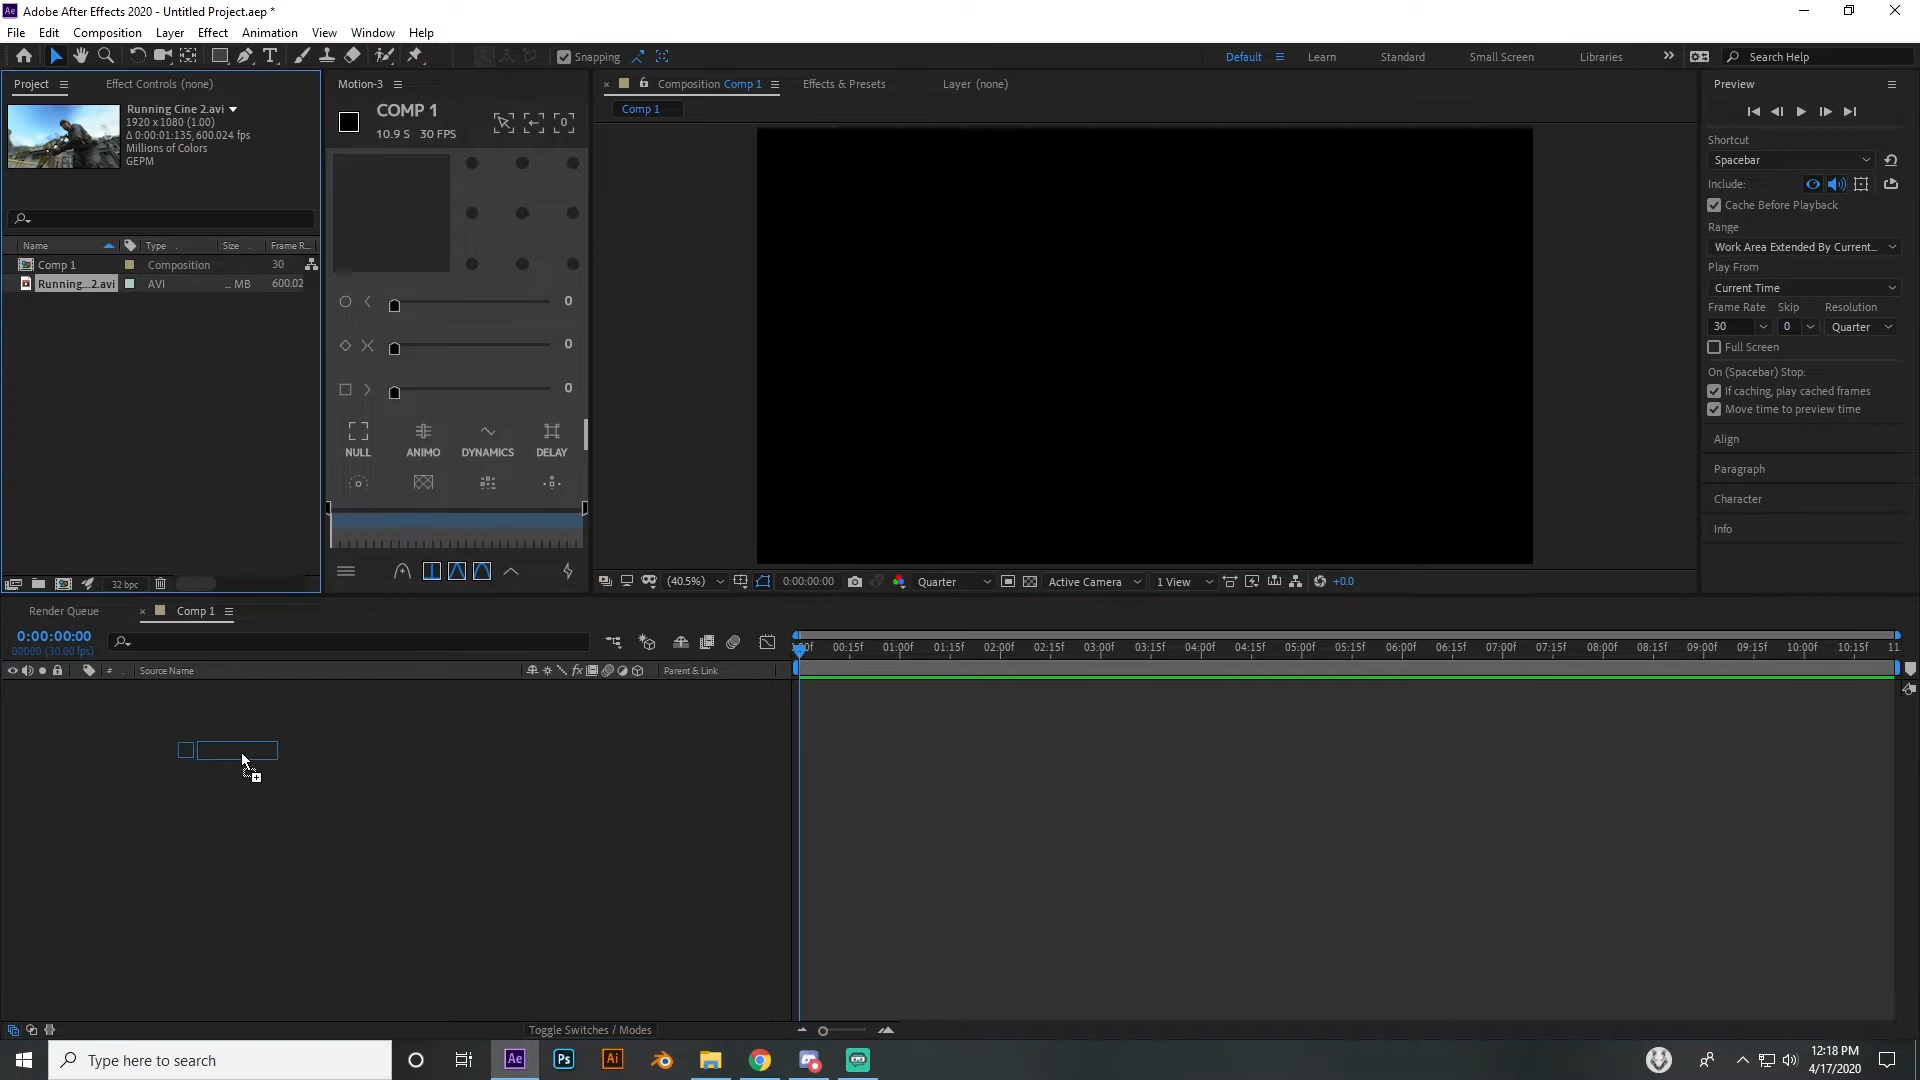 Adobe After Effects 2020 - Untitled Project.aep *
File Edit Composition Layer Effect Animation View Window Help
Snapping
Default Learn Standard Small Screen Libraries Search Help
Project Effect Controls (none)
Running Cine 2.avi
1920 x 1080 (1.00)
Δ 0:00:01:135, 600.024 fps
Millions of Colors
GEPM
Name Type Size Frame R...
Comp 1 Composition 30
Running...2.avi AVI ... MB 600.02
32 bpc
Motion-3
COMP 1
10.9 S 30 FPS
0
0
0
NULL ANIMO DYNAMICS DELAY
Composition Comp 1 Effects & Presets Layer (none)
Comp 1
(40.5%) 0:00:00:00 Quarter Active Camera 1 View +0.0
Preview
Shortcut
Spacebar
Include:
Cache Before Playback
Range
Work Area Extended By Current...
Play From
Current Time
Frame Rate Skip Resolution
30 0 Quarter
Full Screen
On (Spacebar) Stop:
If caching, play cached frames
Move time to preview time
Align
Paragraph
Character
Info
Render Queue Comp 1
0:00:00:00
00000 (30.00 fps)
# Source Name Parent & Link
:00f 00:15f 01:00f 01:15f 02:00f 02:15f 03:00f 03:15f 04:00f 04:15f 05:00f 05:15f 06:00f 06:15f 07:00f 07:15f 08:00f 08:15f 09:00f 09:15f 10:00f 10:15f 11
Toggle Switches / Modes
Type here to search
Ae Ps Ai
12:18 PM
4/17/2020